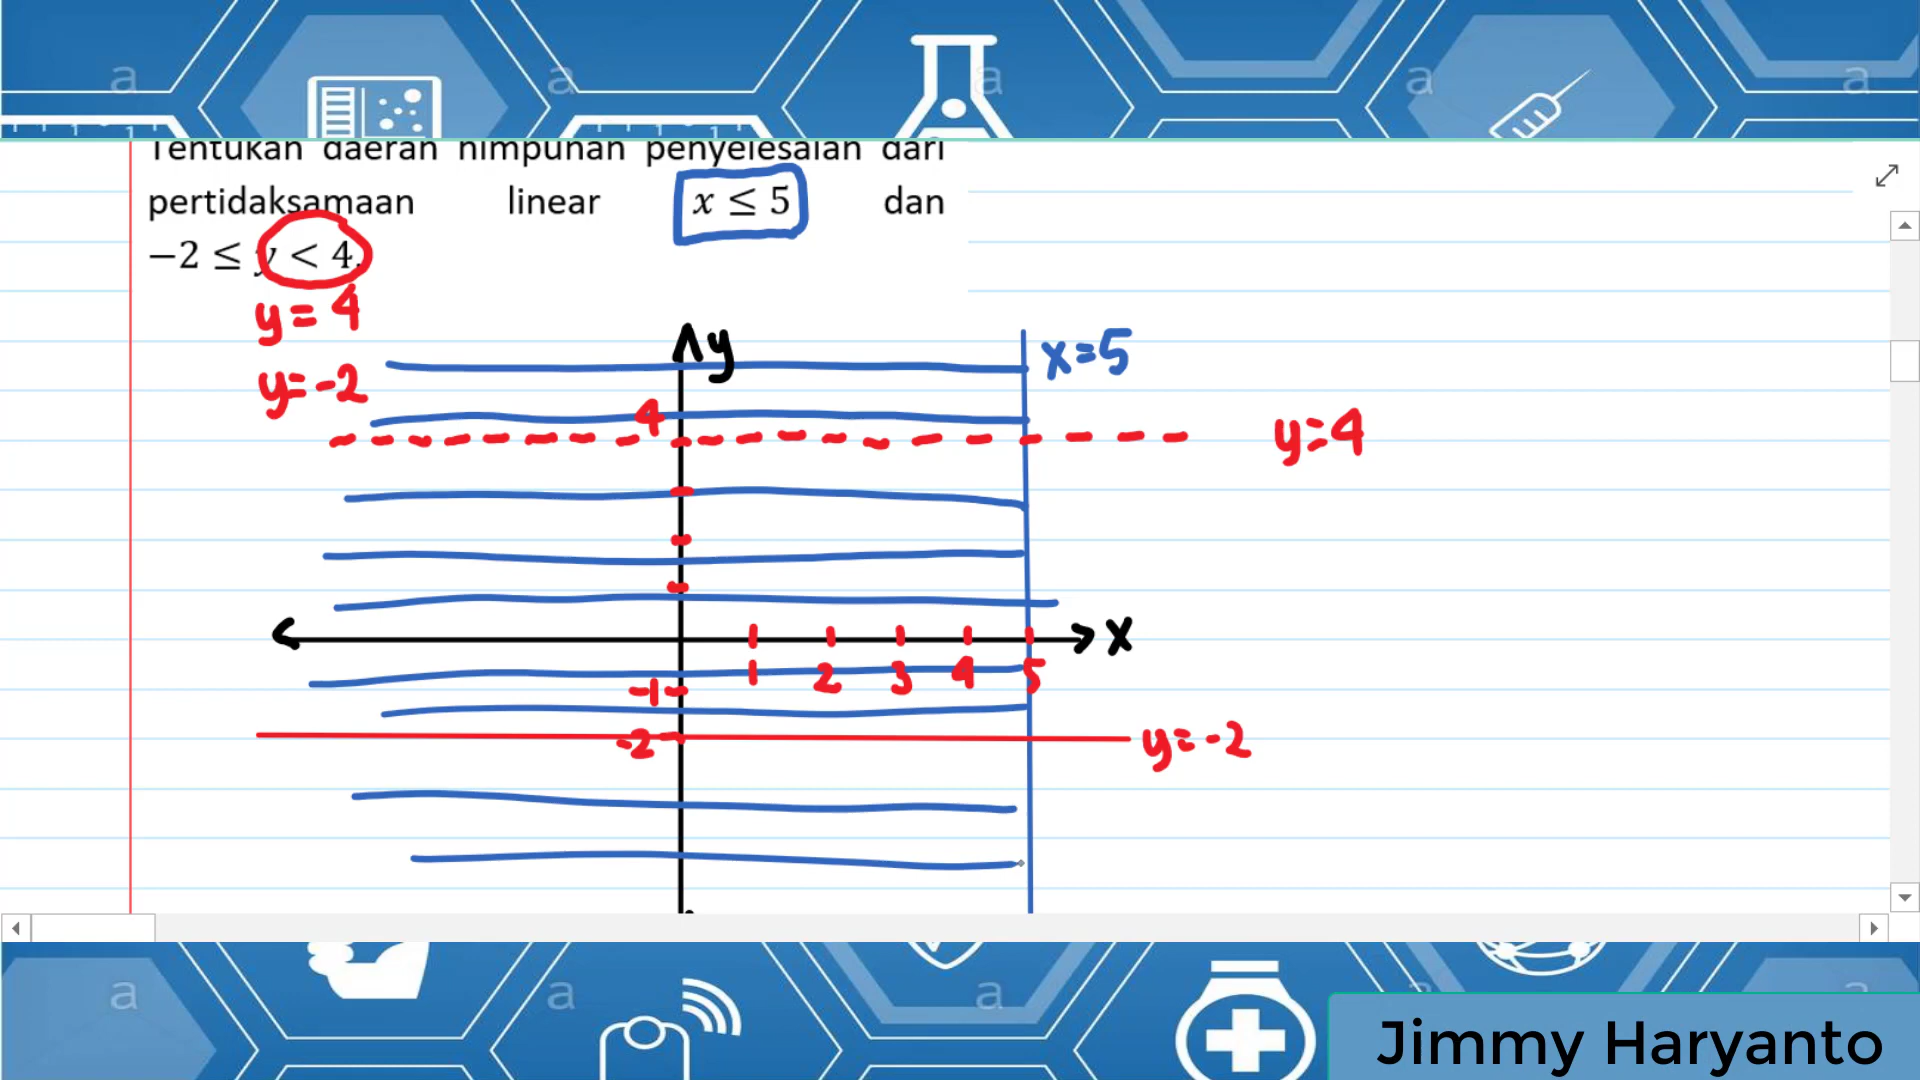 Tentukan daerah himpunan penyelesaian dari
pertidaksamaan linear x ≤ 5 dan
−2 ≤ y < 4.
y = 4
y = -2
y
x=5
4
y=4
x
1 2 3 4 5
-1
-2
y = -2
a a a a a
a a a
Jimmy Haryanto